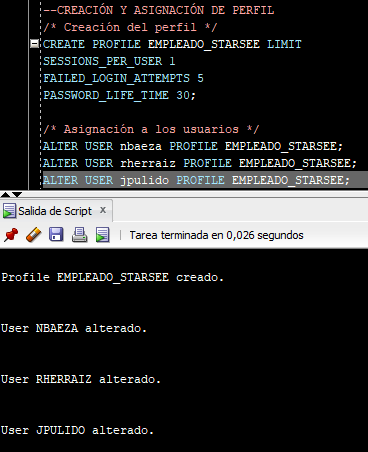 --CREACIÓN Y ASIGNACIÓN DE PERFIL
/* Creación del perfil */
CREATE PROFILE EMPLEADO_STARSEE LIMIT
SESSIONS_PER_USER 1
FAILED_LOGIN_ATTEMPTS 5
PASSWORD_LIFE_TIME 30;
/* Asignación a los usuarios */
ALTER USER nbaeza PROFILE EMPLEADO_STARSEE;
ALTER USER rherraiz PROFILE EMPLEADO_STARSEE;
ALTER USER jpulido PROFILE EMPLEADO_STARSEE;
Salida de Script x
Tarea terminada en 0,026 segundos
Profile EMPLEADO_STARSEE creado.
User NBAEZA alterado.
User RHERRAIZ alterado.
User JPULIDO alterado.